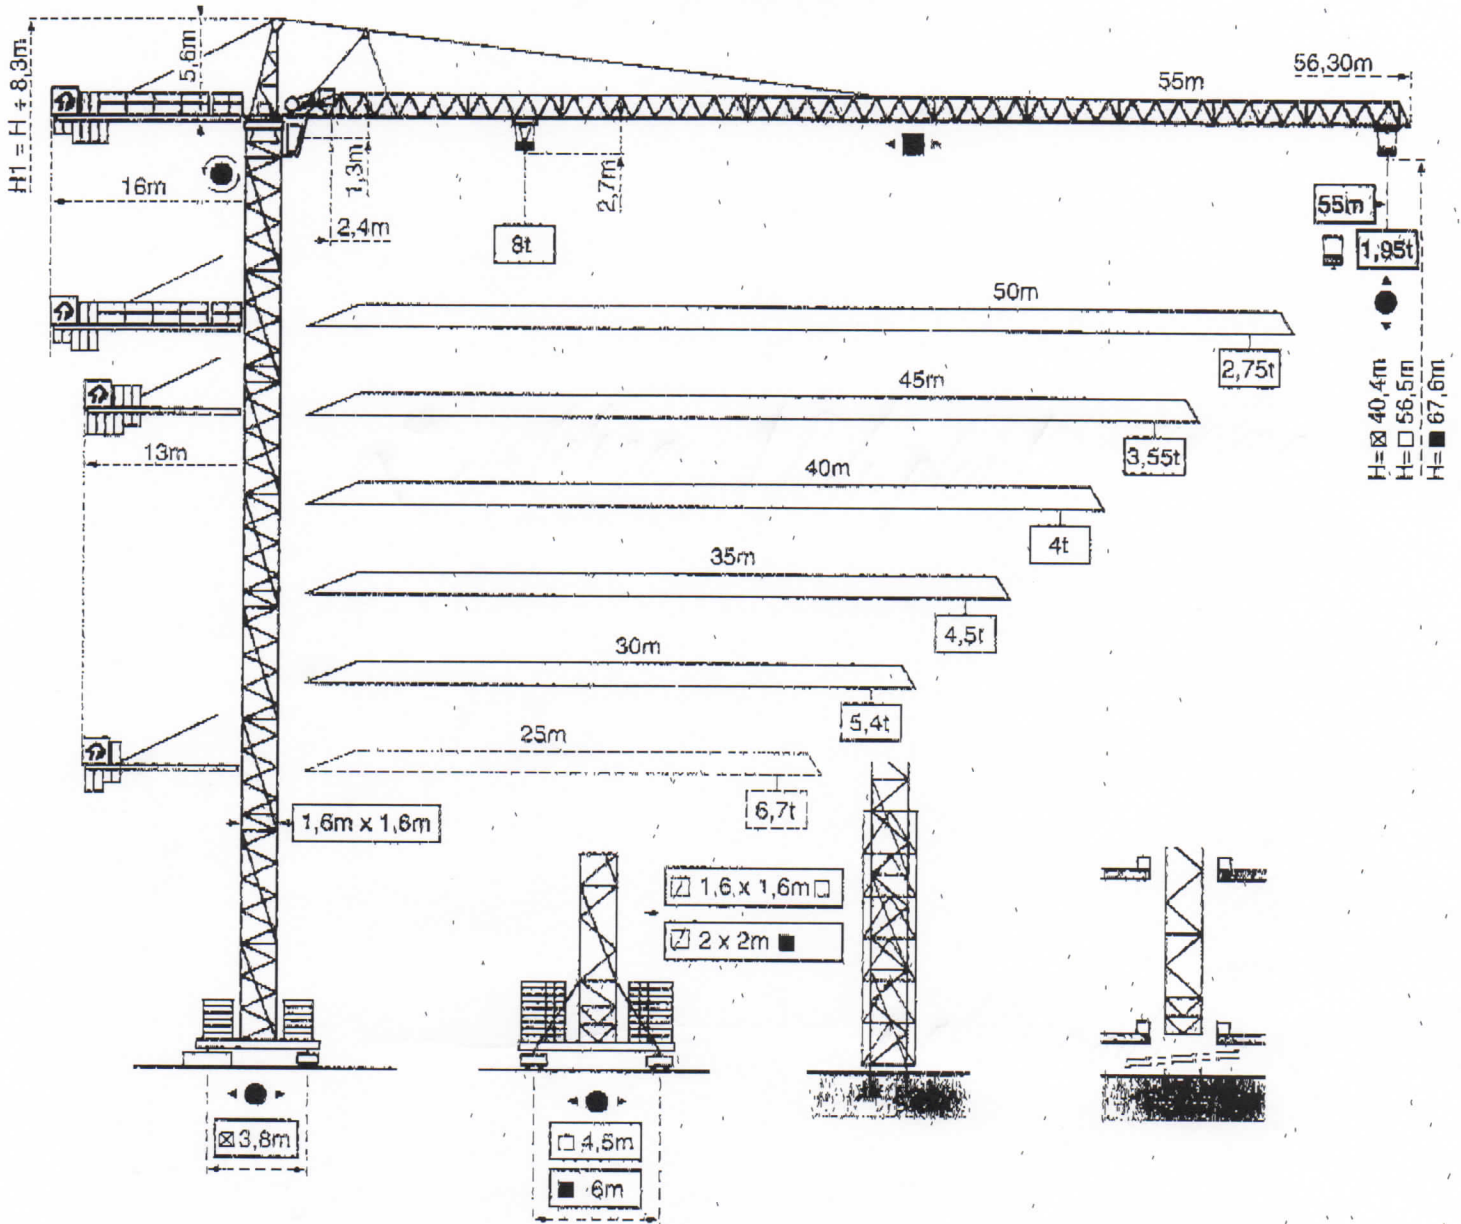 H1 = H + 8,3m
5,6m
55m
56,30m
16m
1,3m
2,7m
2,4m
8t
55m
1,95t
50m
2,75t
H=☒ 40,4m
H=□ 56,5m
H=■ 67,6m
45m
3,55t
13m
40m
4t
35m
4,5t
30m
5,4t
25m
6,7t
1,6m x 1,6m
1,6 x 1,6m □
2 x 2m ■
☒ 3,8m
□ 4,5m
■ 6m